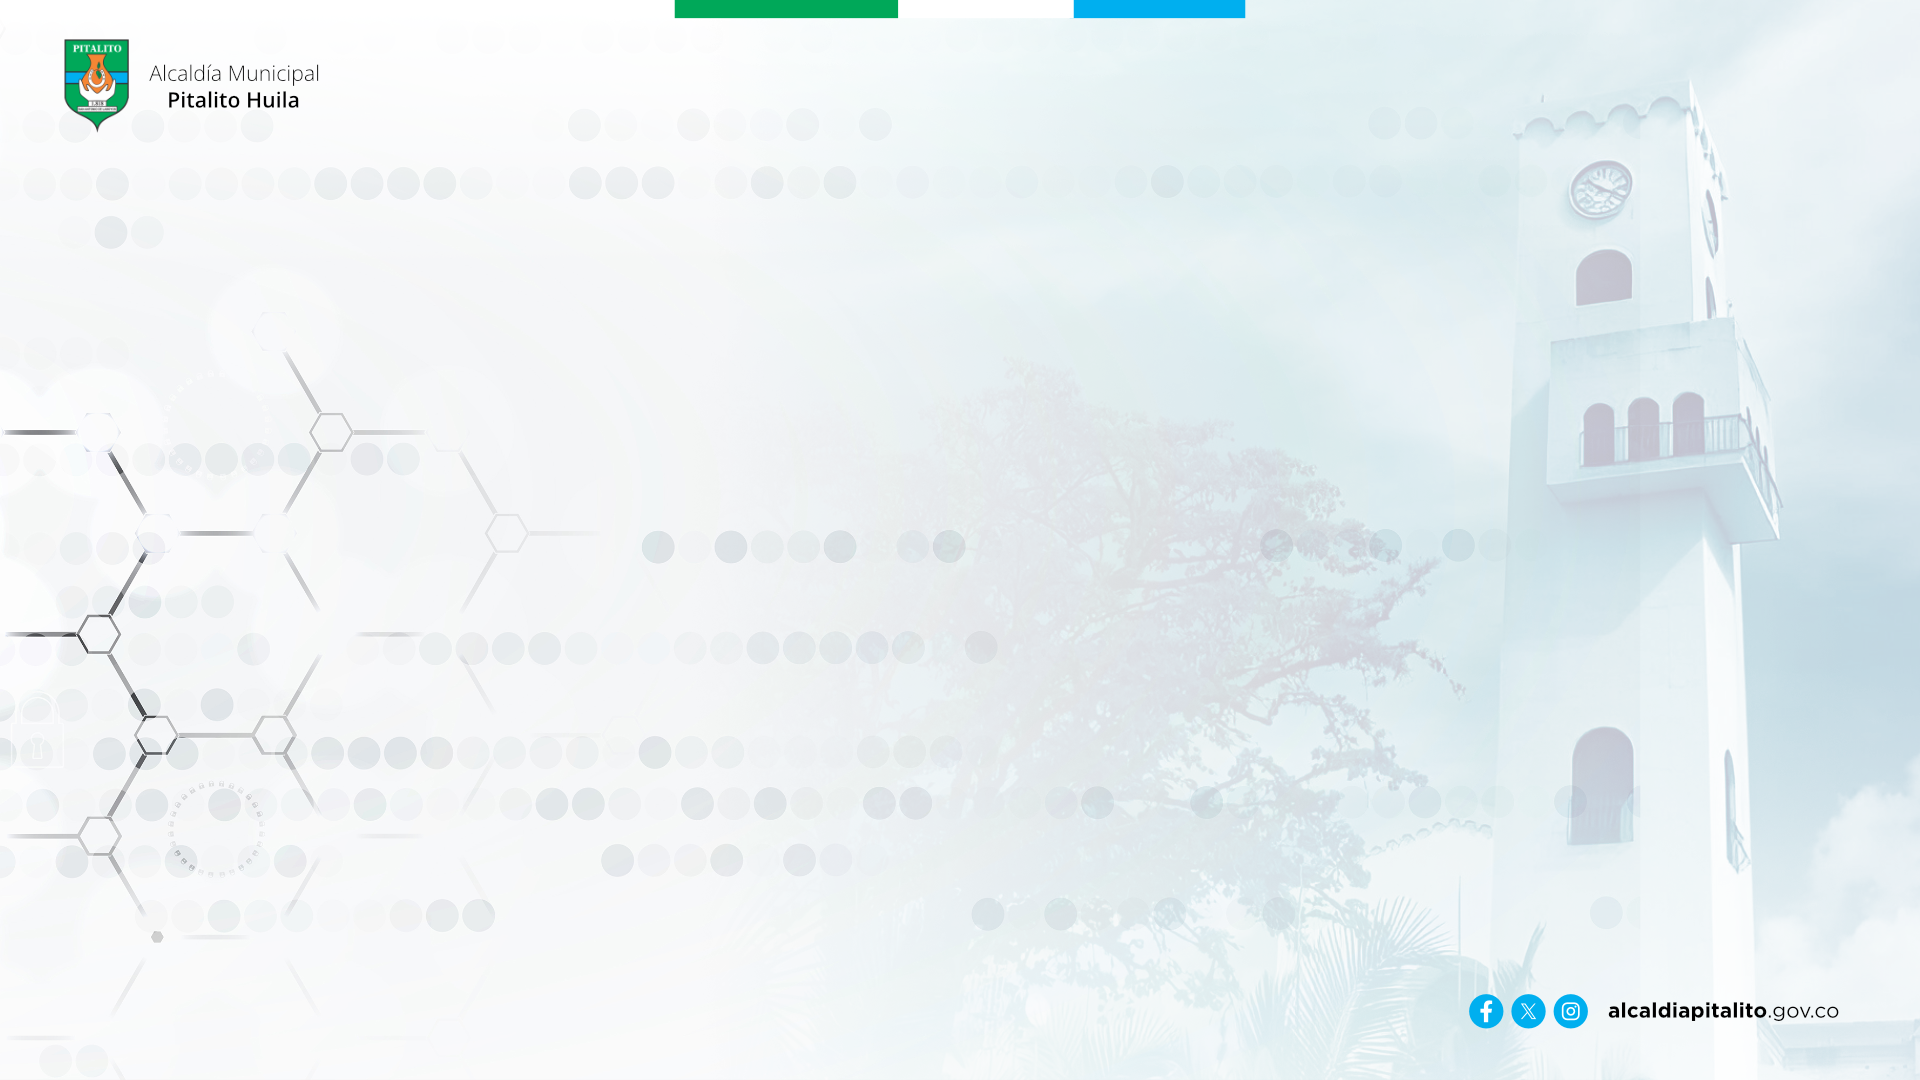 PITALITO
Alcaldía Municipal
Pitalito Huila
alcaldiapitalito.gov.co